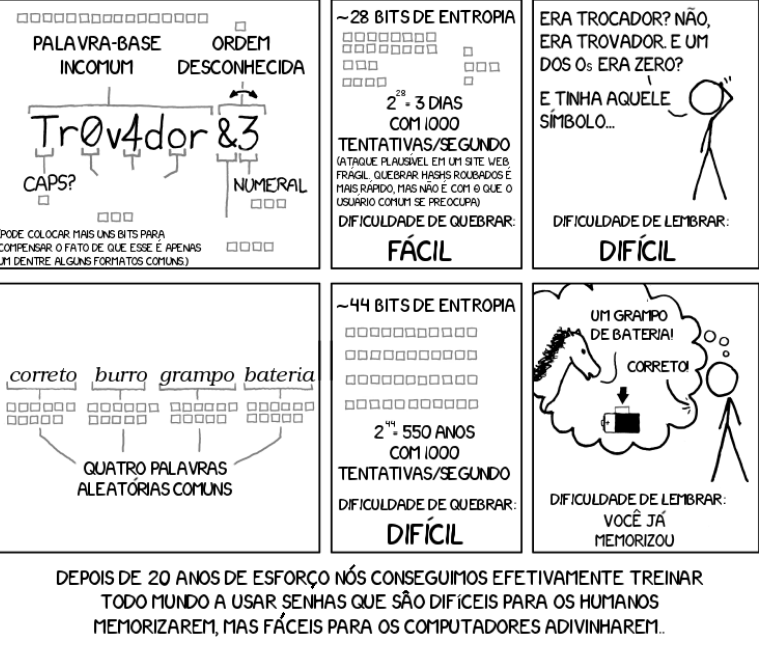 PALAVRA-BASE
INCOMUM
ORDEM
DESCONHECIDA
Tr0v4dor &3
CAPS?
NUMERAL
(PODE COLOCAR MAIS UNS BITS PARA
COMPENSAR O FATO DE QUE ESSE É APENAS
UM DENTRE ALGUNS FORMATOS COMUNS.)
~28 BITS DE ENTROPIA
2^28 = 3 DIAS
COM 1000
TENTATIVAS/SEGUNDO
(ATAQUE PLAUSÍVEL EM UM SITE WEB
FRÁGIL. QUEBRAR HASHS ROUBADOS É
MAIS RÁPIDO, MAS NÃO É COM O QUE O
USUÁRIO COMUM SE PREOCUPA)
DIFICULDADE DE QUEBRAR:
FÁCIL
ERA TROCADOR? NÃO,
ERA TROVADOR. E UM
DOS Os ERA ZERO?
E TINHA AQUELE
SÍMBOLO...
DIFICULDADE DE LEMBRAR:
DIFÍCIL
correto burro grampo bateria
QUATRO PALAVRAS
ALEATÓRIAS COMUNS
~44 BITS DE ENTROPIA
2^44 = 550 ANOS
COM 1000
TENTATIVAS/SEGUNDO
DIFICULDADE DE QUEBRAR:
DIFÍCIL
UM GRAMPO
DE BATERIA!
CORRETO!
DIFICULDADE DE LEMBRAR:
VOCÊ JÁ
MEMORIZOU
DEPOIS DE 20 ANOS DE ESFORÇO NÓS CONSEGUIMOS EFETIVAMENTE TREINAR
TODO MUNDO A USAR SENHAS QUE SÃO DIFÍCEIS PARA OS HUMANOS
MEMORIZAREM, MAS FÁCEIS PARA OS COMPUTADORES ADIVINHAREM..